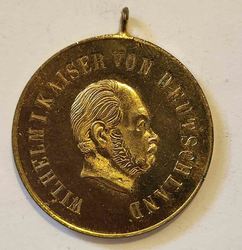 WILHELM I KAISER VON DEUTSCHLAND